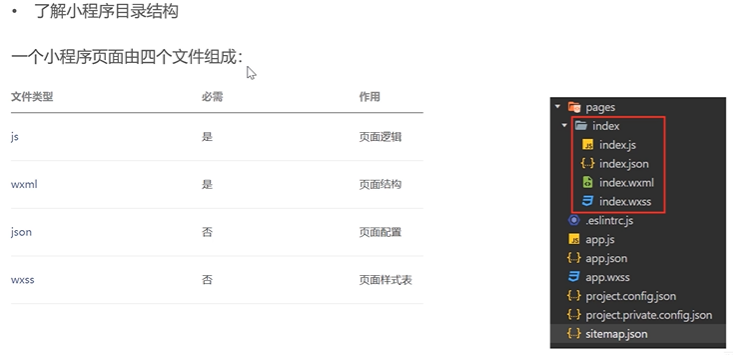 • 了解小程序目录结构
一个小程序页面由四个文件组成：
文件类型 必需 作用
js 是 页面逻辑
wxml 是 页面结构
json 否 页面配置
wxss 否 页面样式表
pages
index
index.js
index.json
index.wxml
index.wxss
.eslintrc.js
app.js
app.json
app.wxss
project.config.json
project.private.config.json
sitemap.json